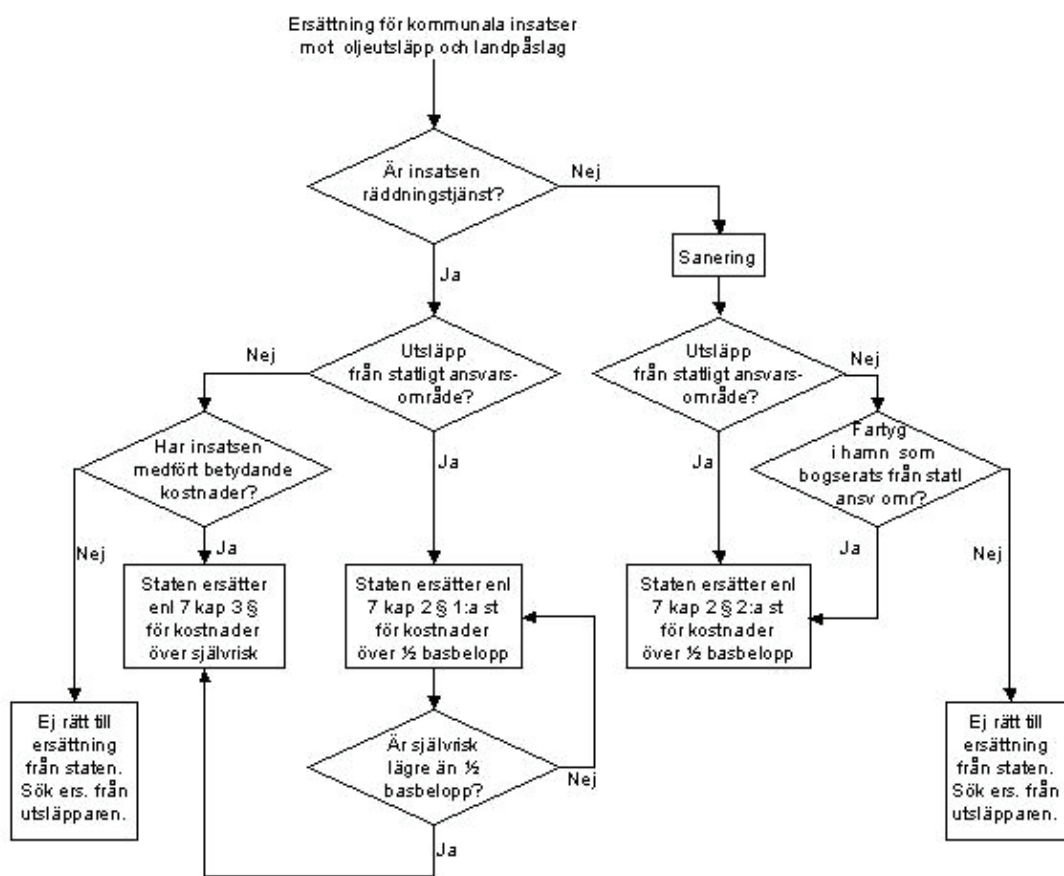 Ersättning för kommunala insatser
mot oljeutsläpp och landpåslag
Är insatsen
räddningstjänst?
Nej
Sanering
Ja
Utsläpp
från statligt ansvars-
område?
Nej
Utsläpp
från statligt ansvars-
område?
Nej
Har insatsen
medfört betydande
kostnader?
Ja
Ja
Fartyg
i hamn som
bogserats från statl
ansv omr?
Nej
Ja
Ja
Nej
Staten ersätter
enl 7 kap 3 §
för kostnader
över självrisk
Staten ersätter enl
7 kap 2 § 1:a st
för kostnader
över ½ basbelopp
Staten ersätter enl
7 kap 2 § 2:a st
för kostnader
över ½ basbelopp
Ej rätt till
ersättning
från staten.
Sök ers. från
utsläpparen.
Är självrisk
lägre än ½
basbelopp?
Nej
Ja
Ej rätt till
ersättning
från staten.
Sök ers. från
utsläpparen.